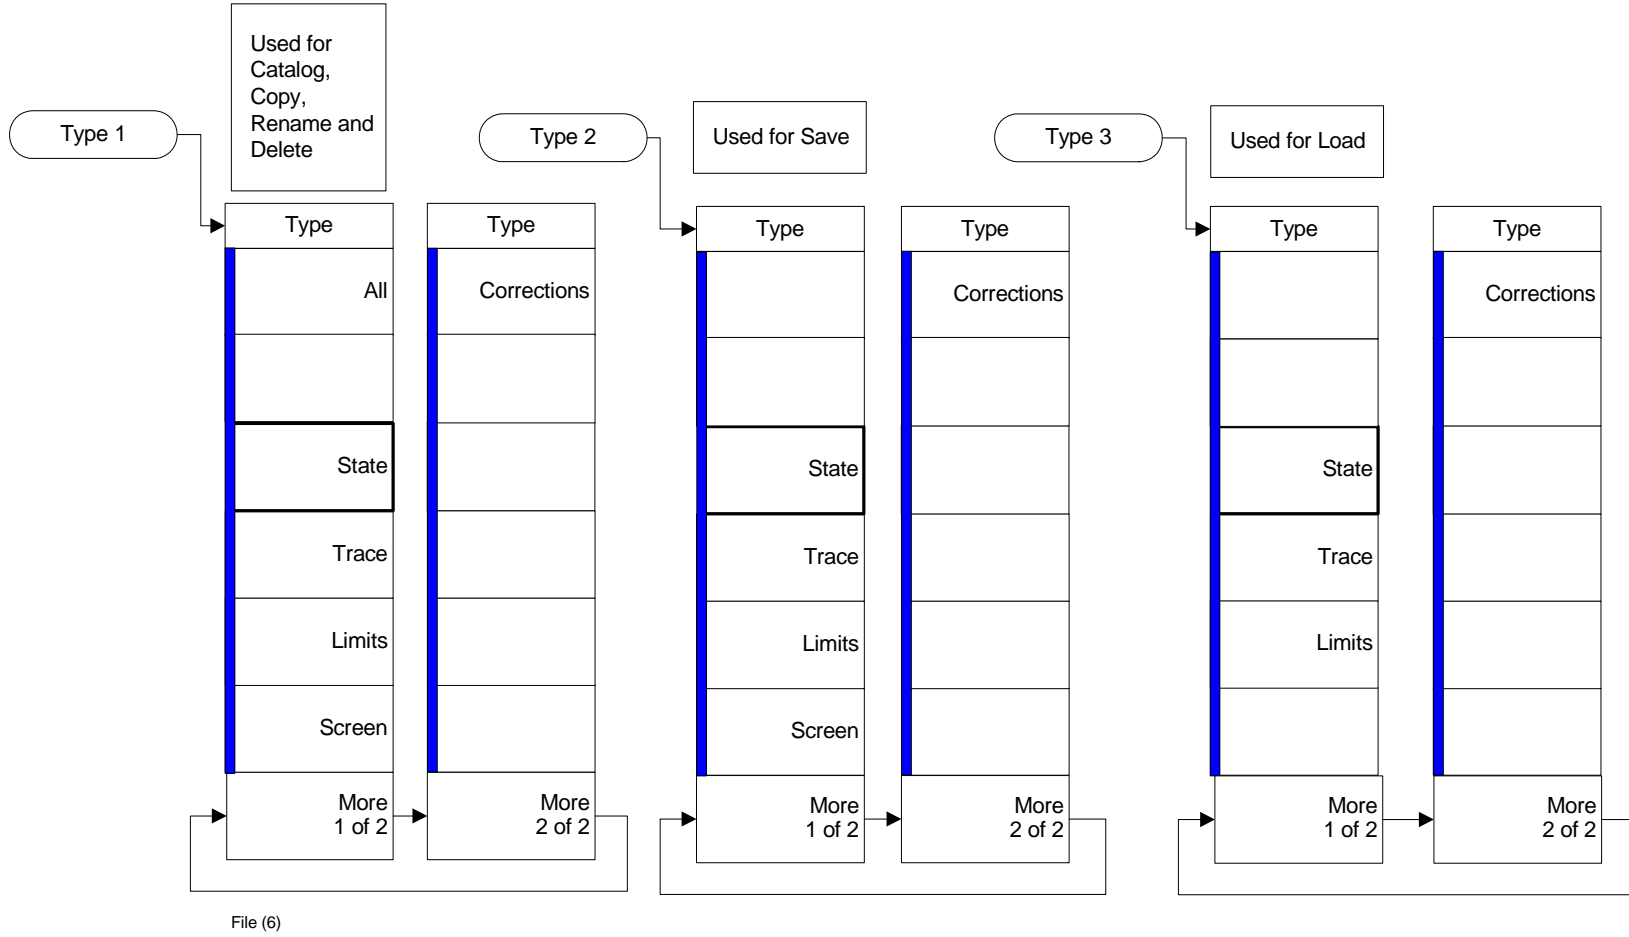 Used for
Catalog,
Copy,
Rename and
Delete
Type 1
Type
All
State
Trace
Limits
Screen
More
1 of 2
Type
Corrections
More
2 of 2
Type 2
Used for Save
Type
State
Trace
Limits
Screen
More
1 of 2
Type
Corrections
More
2 of 2
Type 3
Used for Load
Type
State
Trace
Limits
More
1 of 2
Type
Corrections
More
2 of 2
File (6)